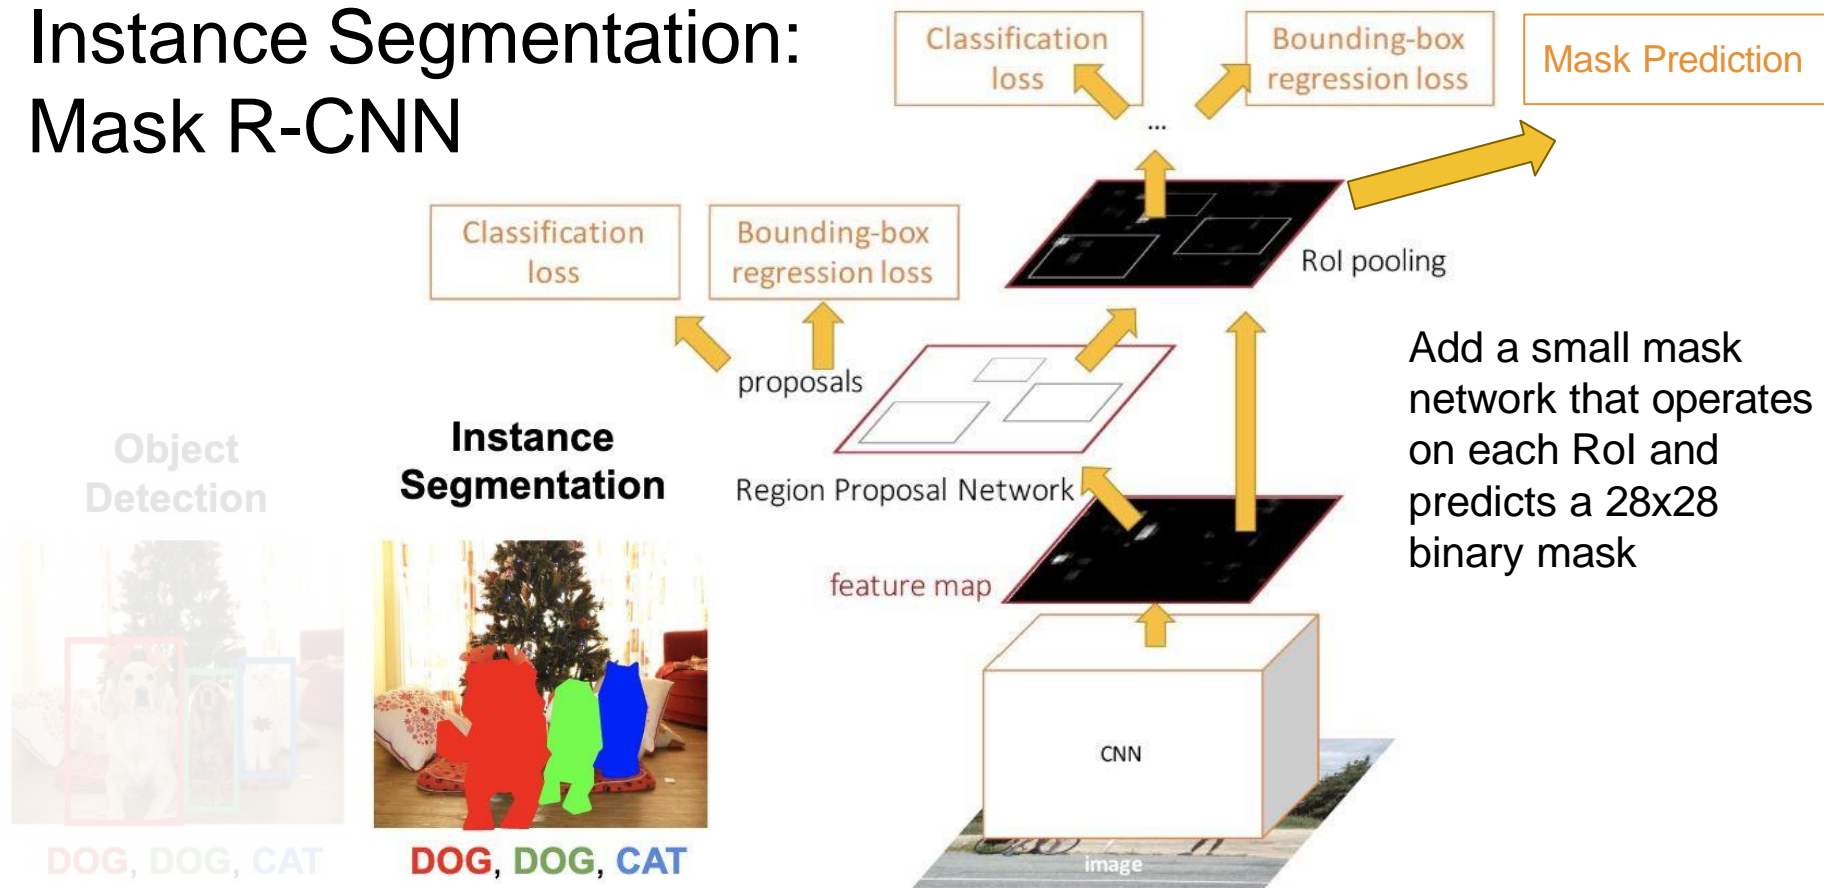 Instance Segmentation:
Mask R-CNN
Classification
loss
Bounding-box
regression loss
Mask Prediction
...
Classification
loss
Bounding-box
regression loss
RoI pooling
proposals
Add a small mask
network that operates
on each RoI and
predicts a 28x28
binary mask
Object
Detection
Instance
Segmentation
Region Proposal Network
feature map
CNN
image
DOG, DOG, CAT
DOG, DOG, CAT